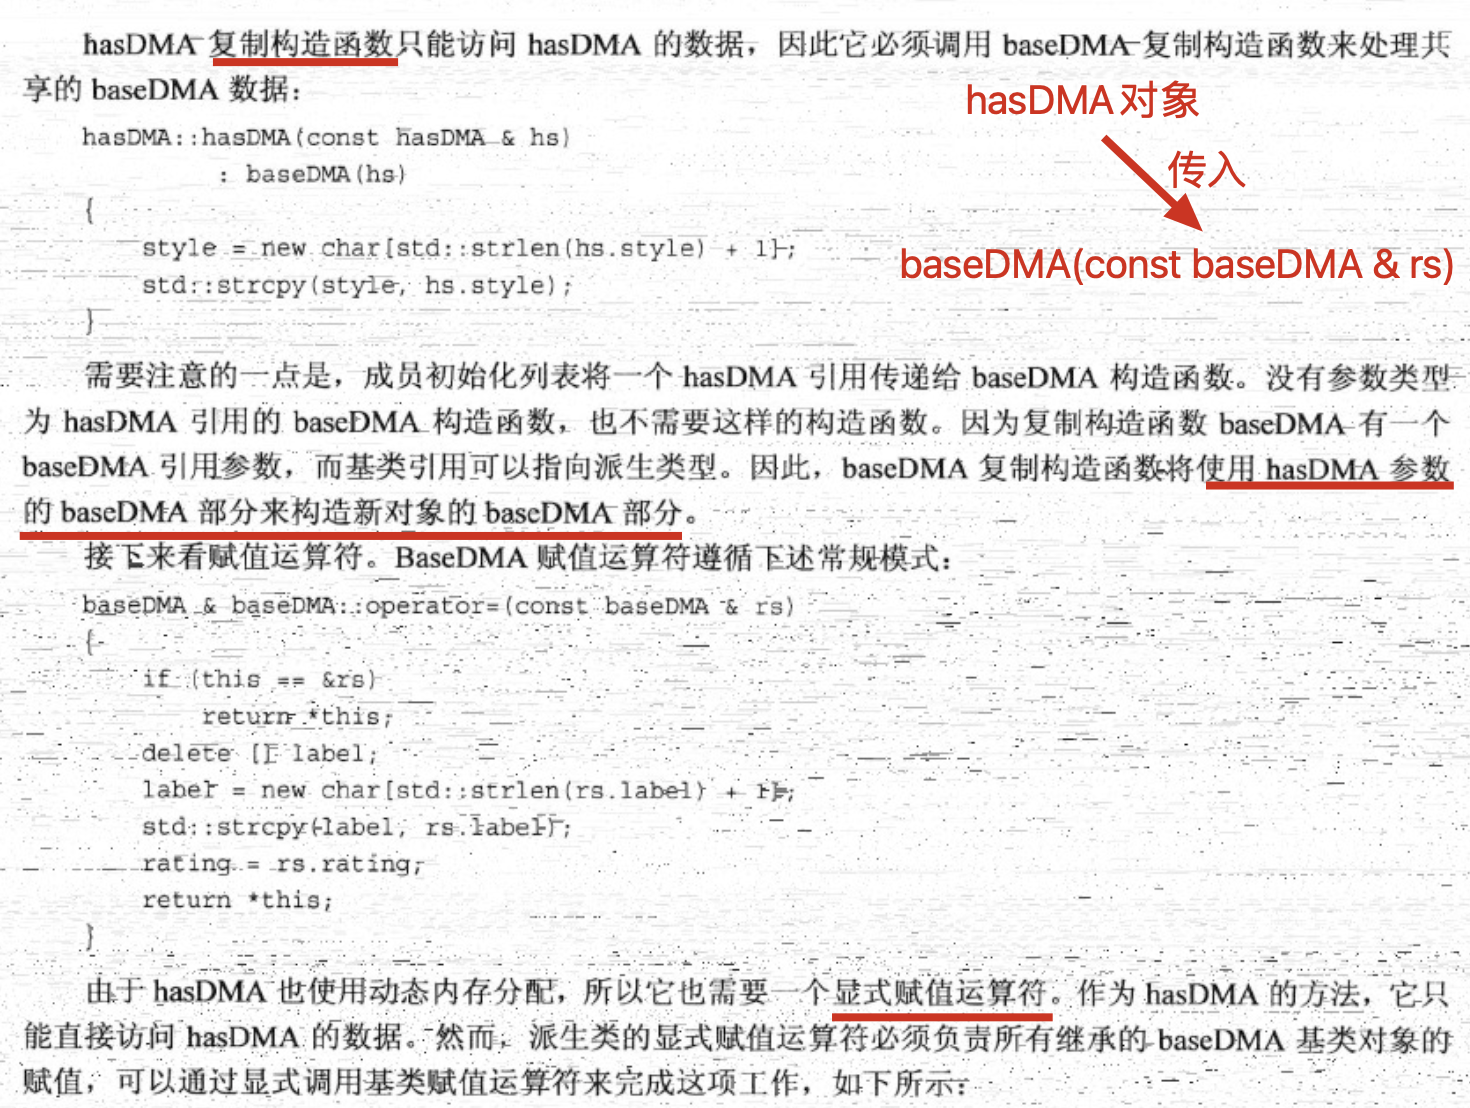 hasDMA 复制构造函数只能访问 hasDMA 的数据，因此它必须调用 baseDMA 复制构造函数来处理共
享的 baseDMA 数据：
hasDMA对象
hasDMA::hasDMA(const hasDMA & hs)
: baseDMA(hs)
传入
{
style = new char[std::strlen(hs.style) + 1];
baseDMA(const baseDMA & rs)
std::strcpy(style, hs.style);
}
需要注意的一点是，成员初始化列表将一个 hasDMA 引用传递给 baseDMA 构造函数。没有参数类型
为 hasDMA 引用的 baseDMA 构造函数，也不需要这样的构造函数。因为复制构造函数 baseDMA 有一个
baseDMA 引用参数，而基类引用可以指向派生类型。因此，baseDMA 复制构造函数将使用 hasDMA 参数
的 baseDMA 部分来构造新对象的 baseDMA 部分。
接下来看赋值运算符。BaseDMA 赋值运算符遵循下述常规模式：
baseDMA & baseDMA::operator=(const baseDMA & rs)
{
if (this == &rs)
return *this;
delete [] label;
label = new char[std::strlen(rs.label) + 1];
std::strcpy(label, rs.label);
rating = rs.rating;
return *this;
}
由于 hasDMA 也使用动态内存分配，所以它也需要一个显式赋值运算符。作为 hasDMA 的方法，它只
能直接访问 hasDMA 的数据。然而，派生类的显式赋值运算符必须负责所有继承的 baseDMA 基类对象的
赋值，可以通过显式调用基类赋值运算符来完成这项工作，如下所示：